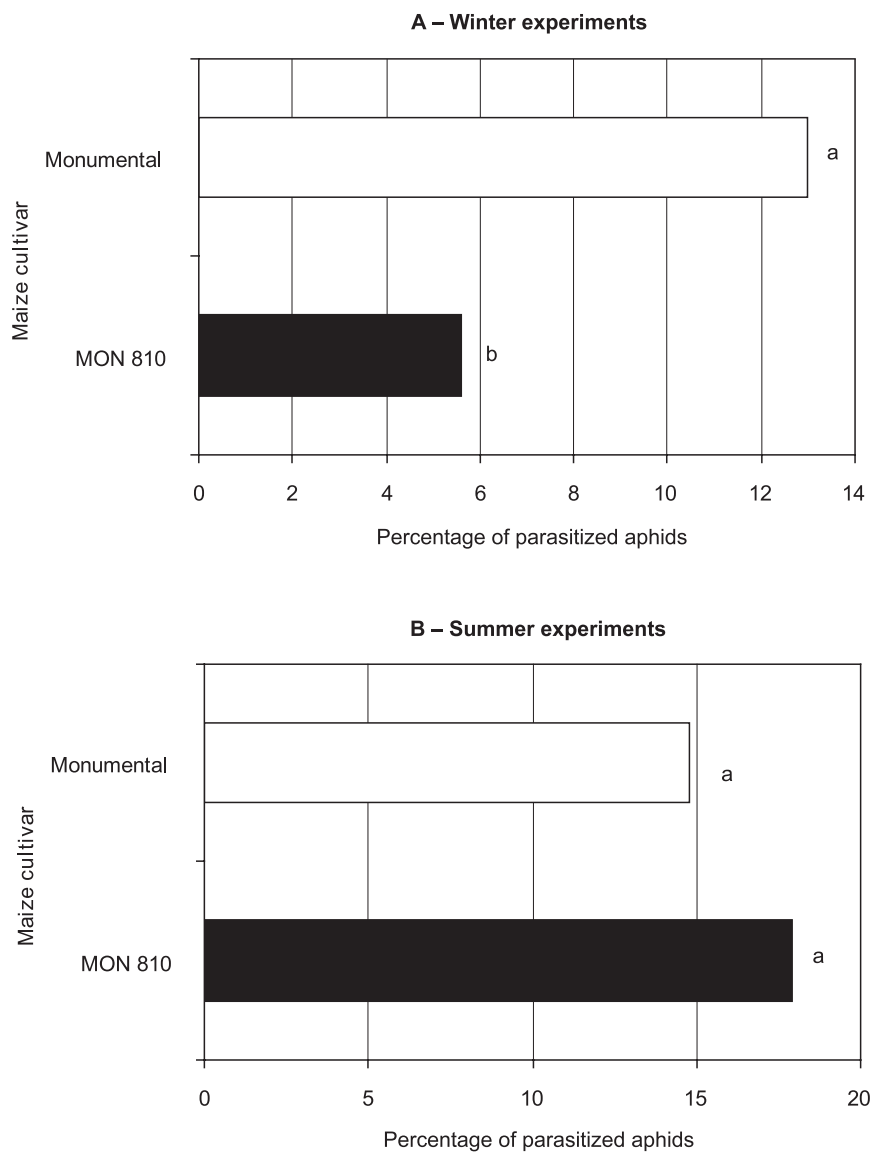 A – Winter experiments
Monumental
a
Maize cultivar
MON 810
b
0 2 4 6 8 10 12 14
Percentage of parasitized aphids
B – Summer experiments
Monumental
a
Maize cultivar
MON 810
a
0 5 10 15 20
Percentage of parasitized aphids